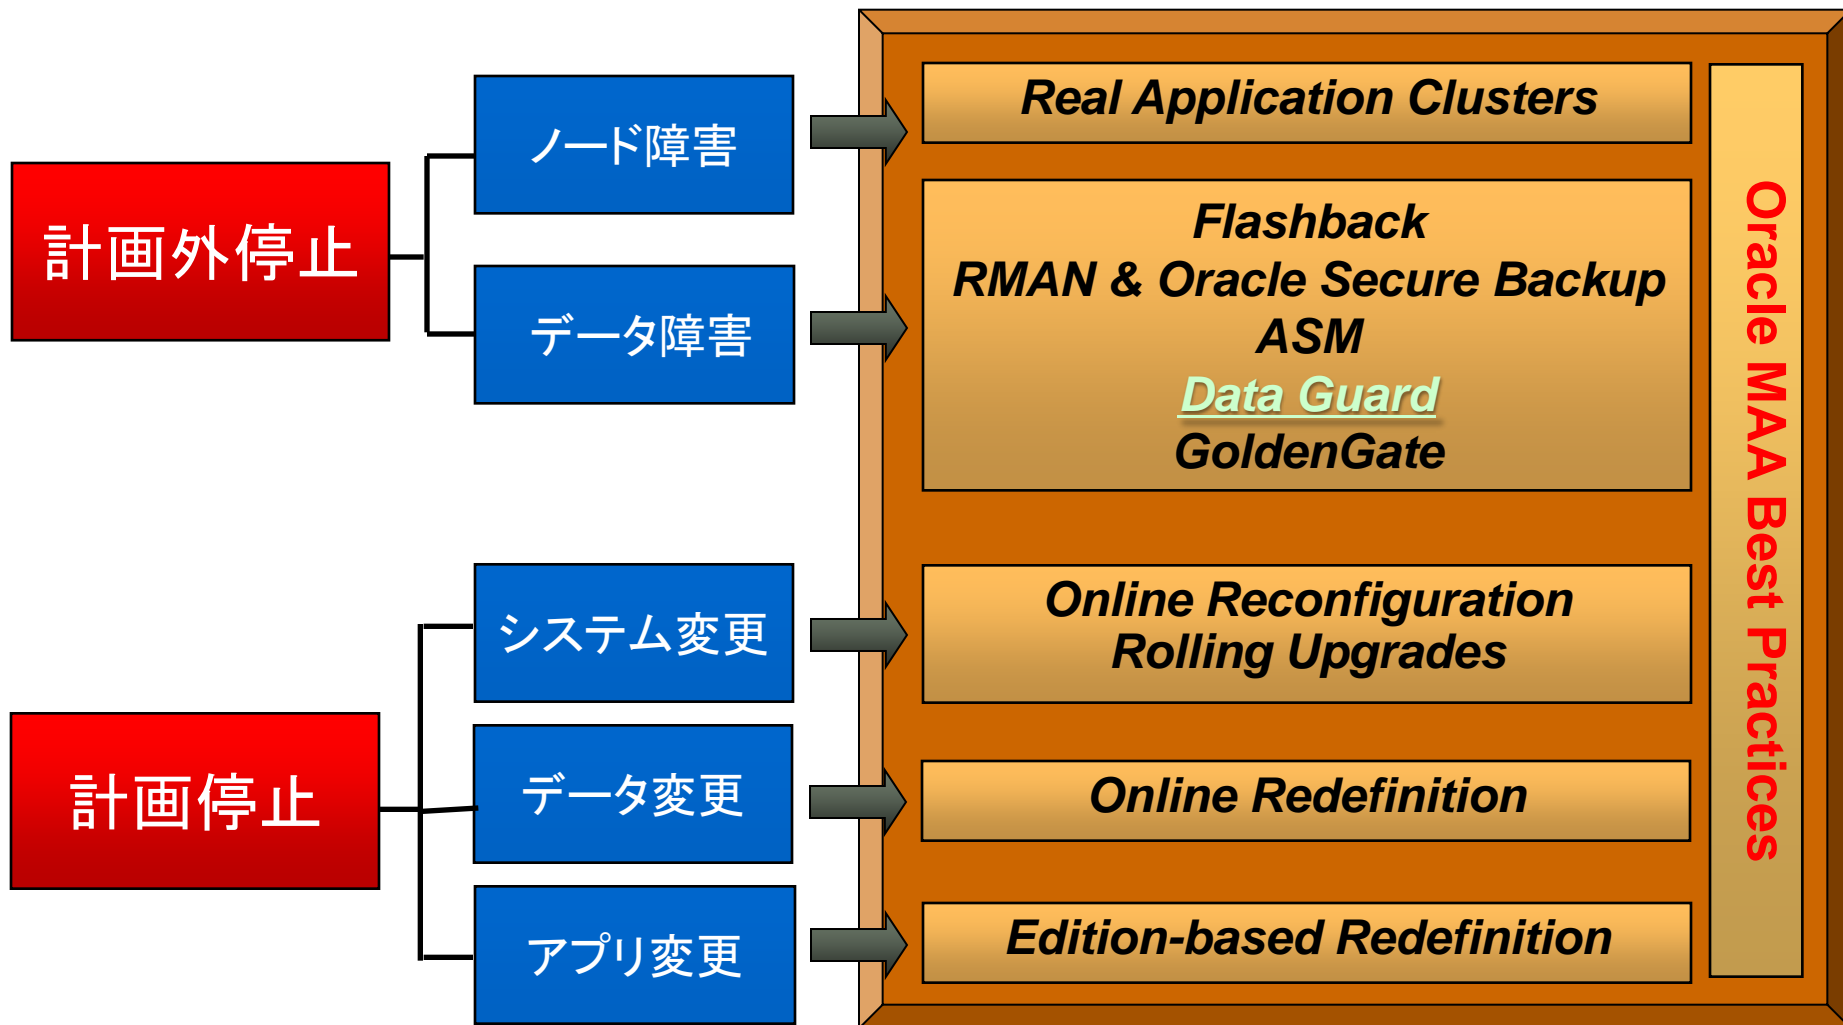 計画外停止
ノード障害
データ障害
計画停止
システム変更
データ変更
アプリ変更
Real Application Clusters
Flashback
RMAN & Oracle Secure Backup
ASM
Data Guard
GoldenGate
Online Reconfiguration
Rolling Upgrades
Online Redefinition
Edition-based Redefinition
Oracle MAA Best Practices